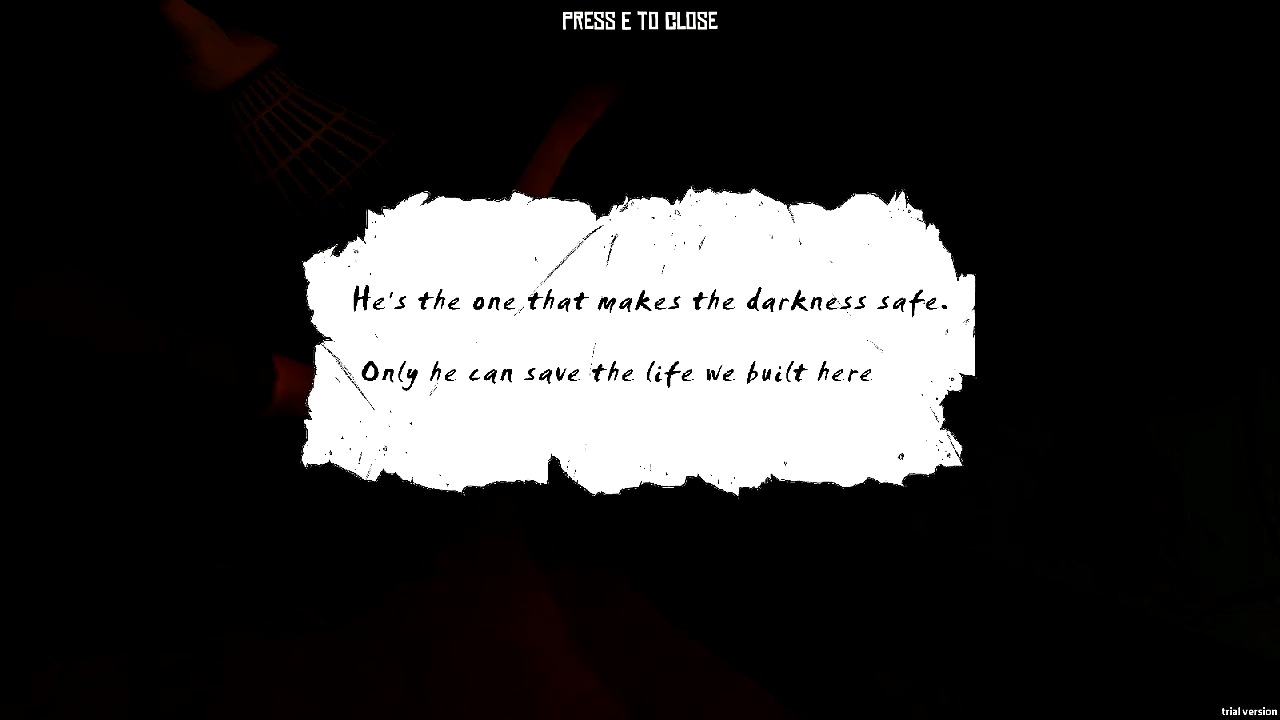 PRESS E TO CLOSE
He's the one that makes the darkness safe.
Only he can save the life we built here
trial version